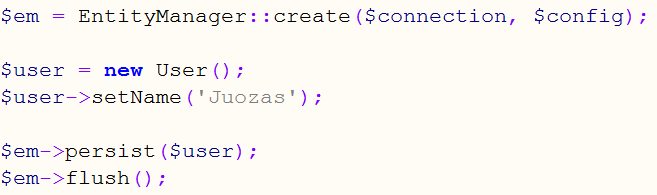 $em = EntityManager::create($connection, $config);
$user = new User();
$user->setName('Juozas');
$em->persist($user);
$em->flush();